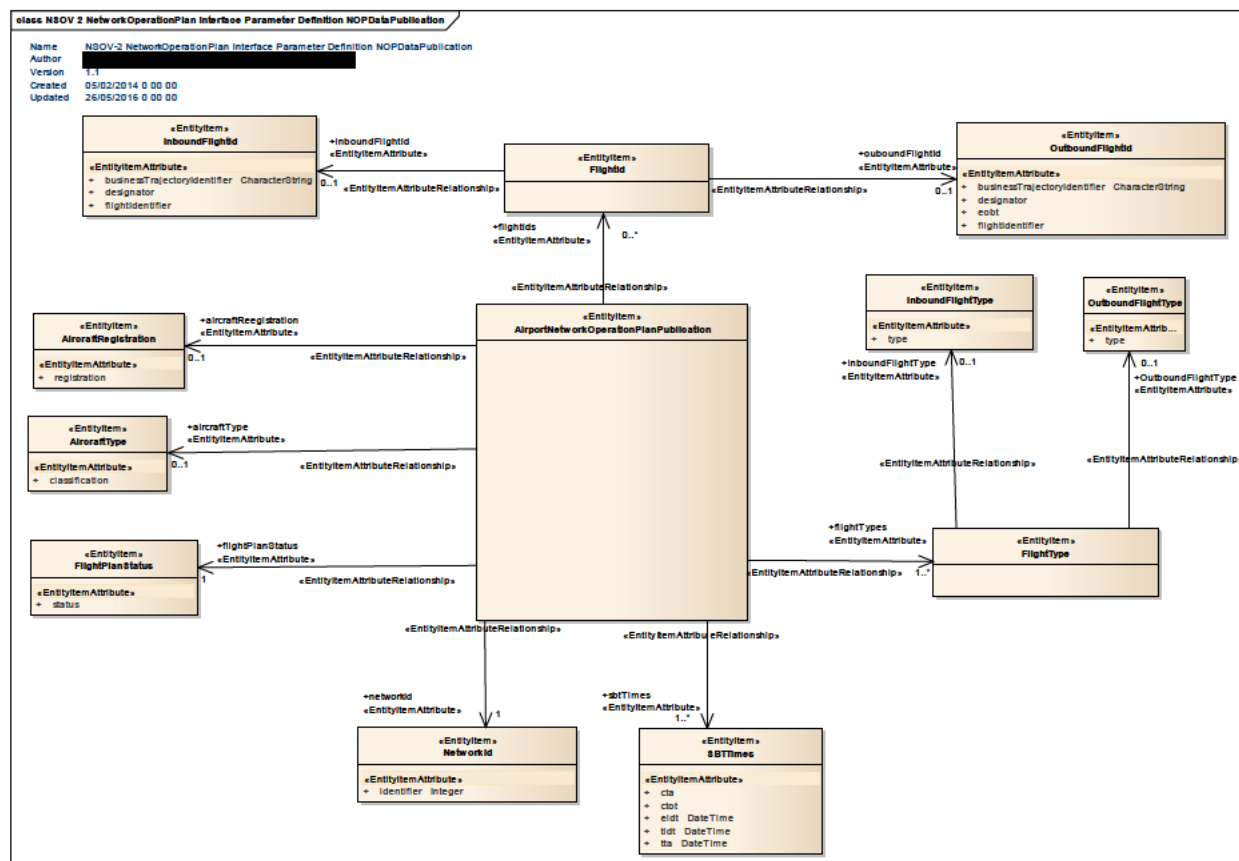 class NSOV 2 NetworkOperationPlan Interface Parameter Definition NOPDataPublication
Name NSOV-2 NetworkOperationPlan Interface Parameter Definition NOPDataPublication
Author
Version 1.1
Created 05/02/2014 0 00 00
Updated 26/05/2016 0 00 00
«EntityItem»
InboundFlightId
«EntityItemAttribute»
+ businessTrajectoryIdentifier CharacterString
+ designator
+ flightIdentifier
+inboundFlightId
«EntityItemAttribute»
0..1
«EntityItemAttributeRelationship»
«EntityItem»
FlightId
+ouboundFlightId
«EntityItemAttribute»
«EntityItemAttributeRelationship»
0..1
«EntityItem»
OutboundFlightId
«EntityItemAttribute»
+ businessTrajectoryIdentifier CharacterString
+ designator
+ eobt
+ flightIdentifier
+flightIds
«EntityItemAttribute»
0..*
«EntityItemAttributeRelationship»
«EntityItem»
AirportNetworkOperationPlanPublication
«EntityItem»
InboundFlightType
«EntityItemAttribute»
+ type
«EntityItem»
OutboundFlightType
«EntityItemAttrib...
+ type
«EntityItem»
AircraftRegistration
«EntityItemAttribute»
+ registration
+aircraftReegistration
«EntityItemAttribute»
0..1
«EntityItemAttributeRelationship»
+inboundFlightType
«EntityItemAttribute»
0..1
0..1
+OutboundFlightType
«EntityItemAttribute»
«EntityItem»
AircraftType
«EntityItemAttribute»
+ classification
+aircraftType
«EntityItemAttribute»
0..1
«EntityItemAttributeRelationship»
«EntityItemAttributeRelationship»
«EntityItemAttributeRelationship»
«EntityItem»
FlightPlanStatus
«EntityItemAttribute»
+ status
+flightPlanStatus
«EntityItemAttribute»
1
«EntityItemAttributeRelationship»
+flightTypes
«EntityItemAttribute»
«EntityItemAttributeRelationship»
1..*
«EntityItem»
FlightType
«EntityItemAttributeRelationship»
«EntityItemAttributeRelationship»
+networkId
«EntityItemAttribute»
1
+sbtTimes
«EntityItemAttribute»
1..*
«EntityItem»
NetworkId
«EntityItemAttribute»
+ identifier Integer
«EntityItem»
SBTTimes
«EntityItemAttribute»
+ cta
+ ctot
+ eldt DateTime
+ tldt DateTime
+ tta DateTime